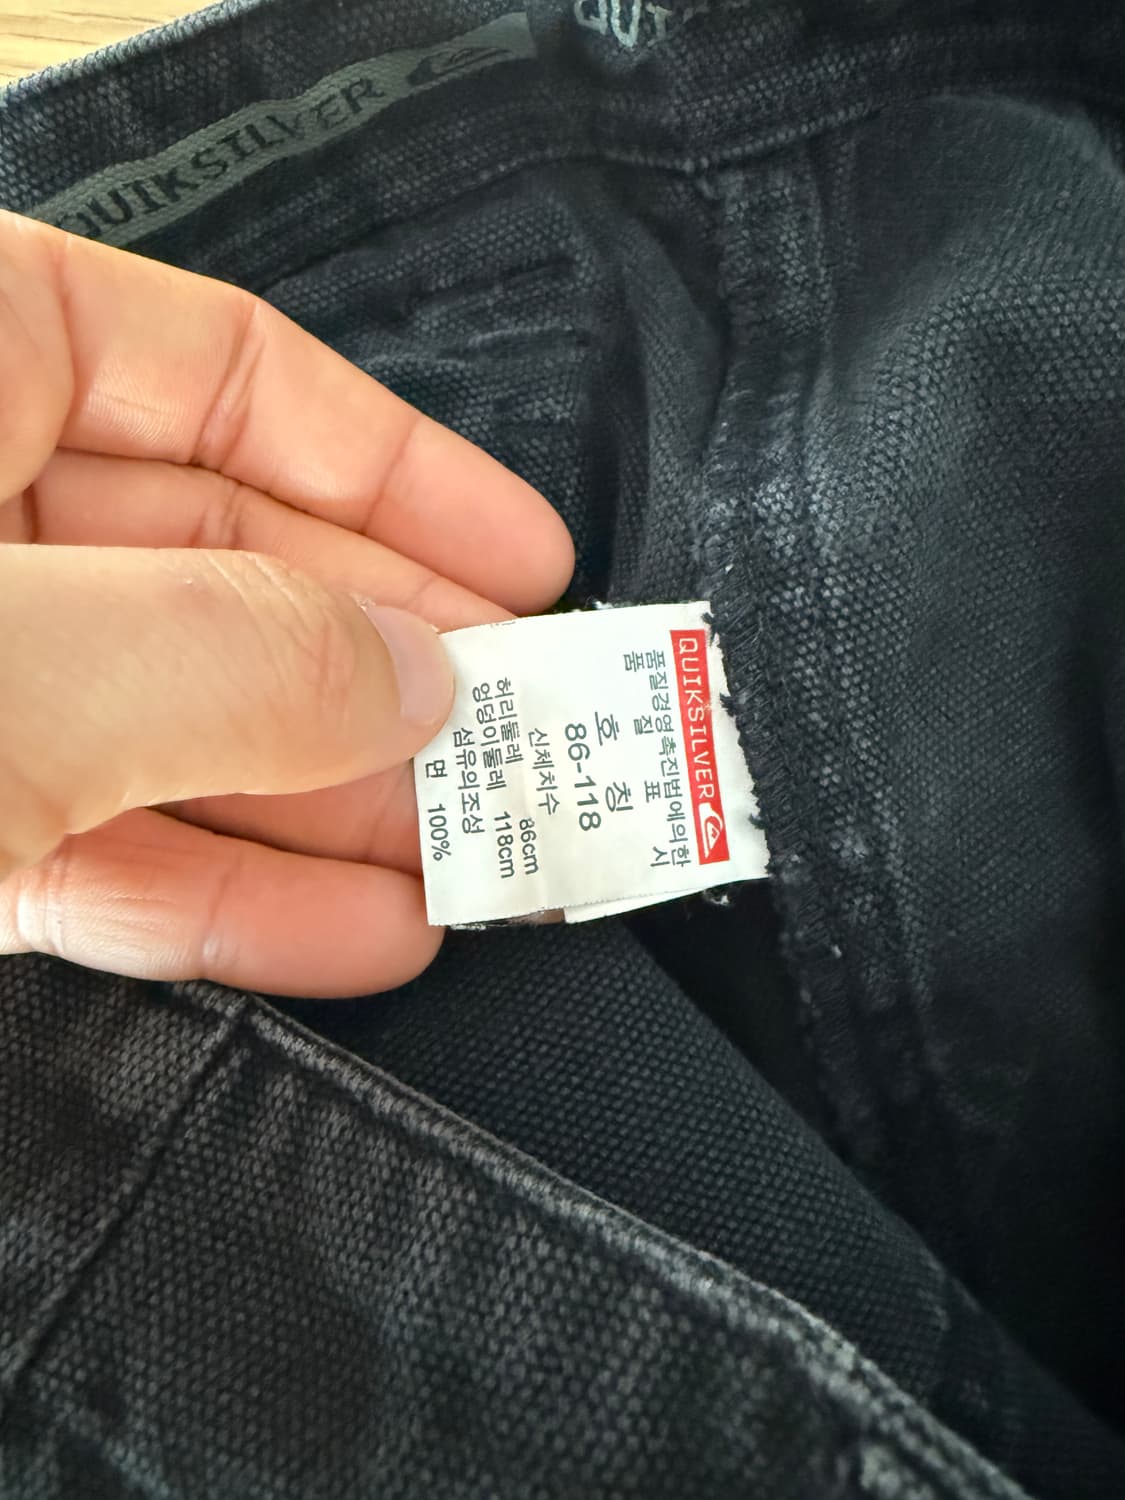 QUIKSILVER
QUIKSILVER
품질경영촉진법에의한
품 질 표 시
호 칭
86-118
신체치수
허리둘레 86cm
엉덩이둘레 118cm
섬유의조성
면 100%